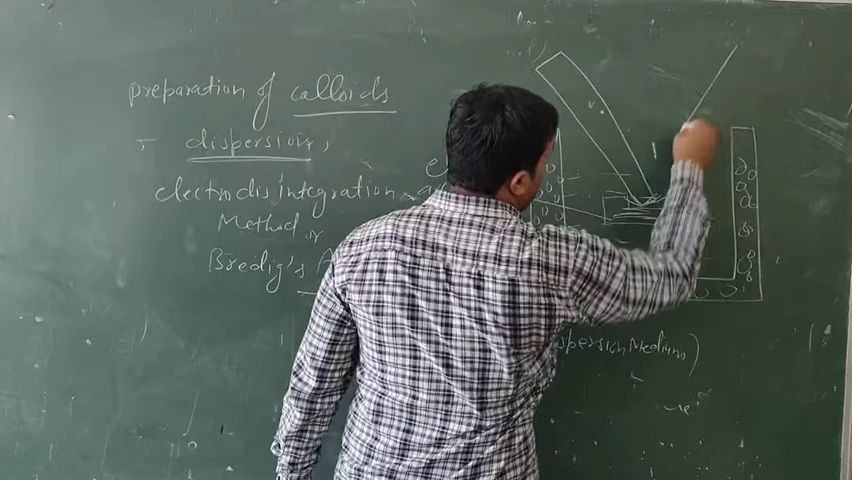 preparation of colloids
dispersion,
electrodisintegration
Method or
Bredig's
Dispersion Medium)